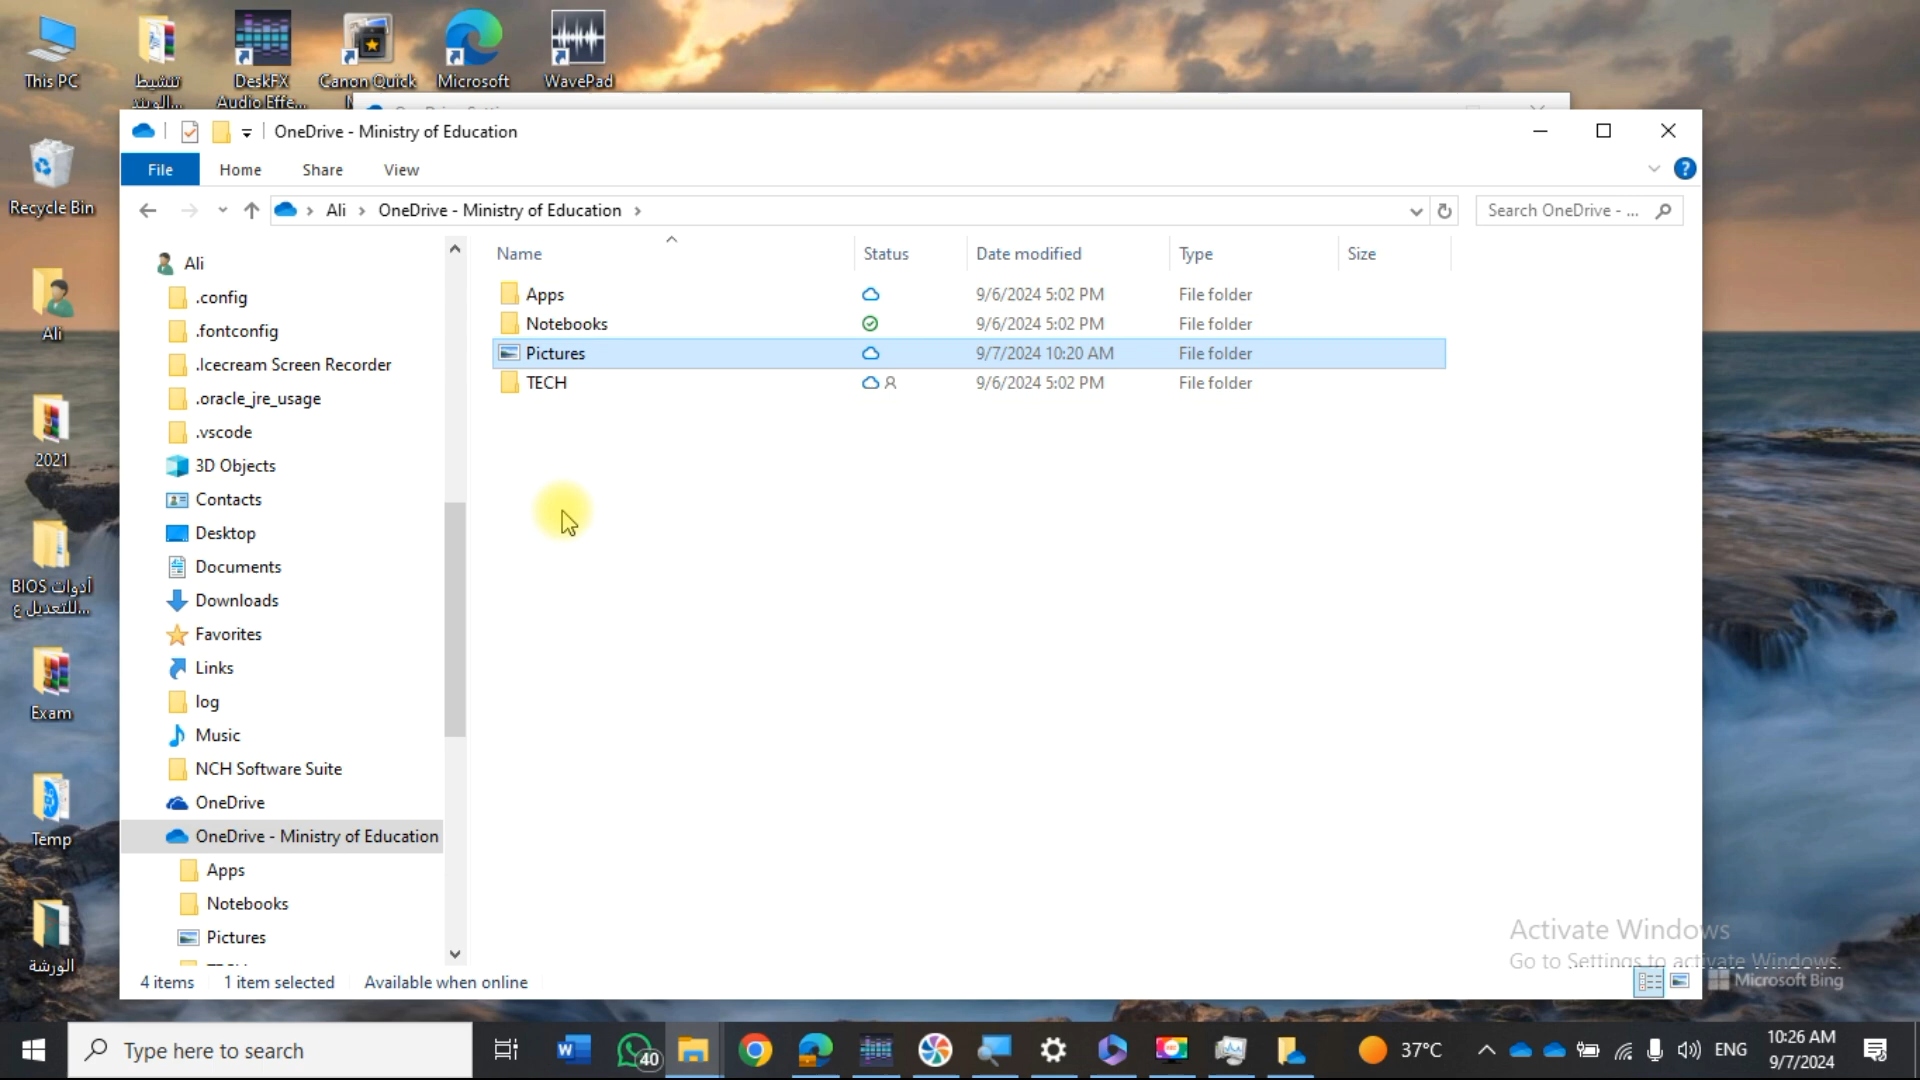 This PC
تنشيط
الويند...
DeskFX
Audio Effe...
Canon Quick
Microsoft
WavePad
Recycle Bin
Ali
2021
أدوات BIOS
للتعديل ع...
Exam
Temp
الورشة
OneDrive - Ministry of Education
File
Home
Share
View
Ali
OneDrive - Ministry of Education
Search OneDrive - ...
Ali
.config
.fontconfig
.Icecream Screen Recorder
.oracle_jre_usage
.vscode
3D Objects
Contacts
Desktop
Documents
Downloads
Favorites
Links
log
Music
NCH Software Suite
OneDrive
OneDrive - Ministry of Education
Apps
Notebooks
Pictures
Name Status Date modified Type Size
Apps 9/6/2024 5:02 PM File folder
Notebooks 9/6/2024 5:02 PM File folder
Pictures 9/7/2024 10:20 AM File folder
TECH 9/6/2024 5:02 PM File folder
4 items 1 item selected Available when online
Activate Windows
Go to Settings to activate Windows.
Microsoft Bing
Type here to search
40
37°C
ENG
10:26 AM
9/7/2024